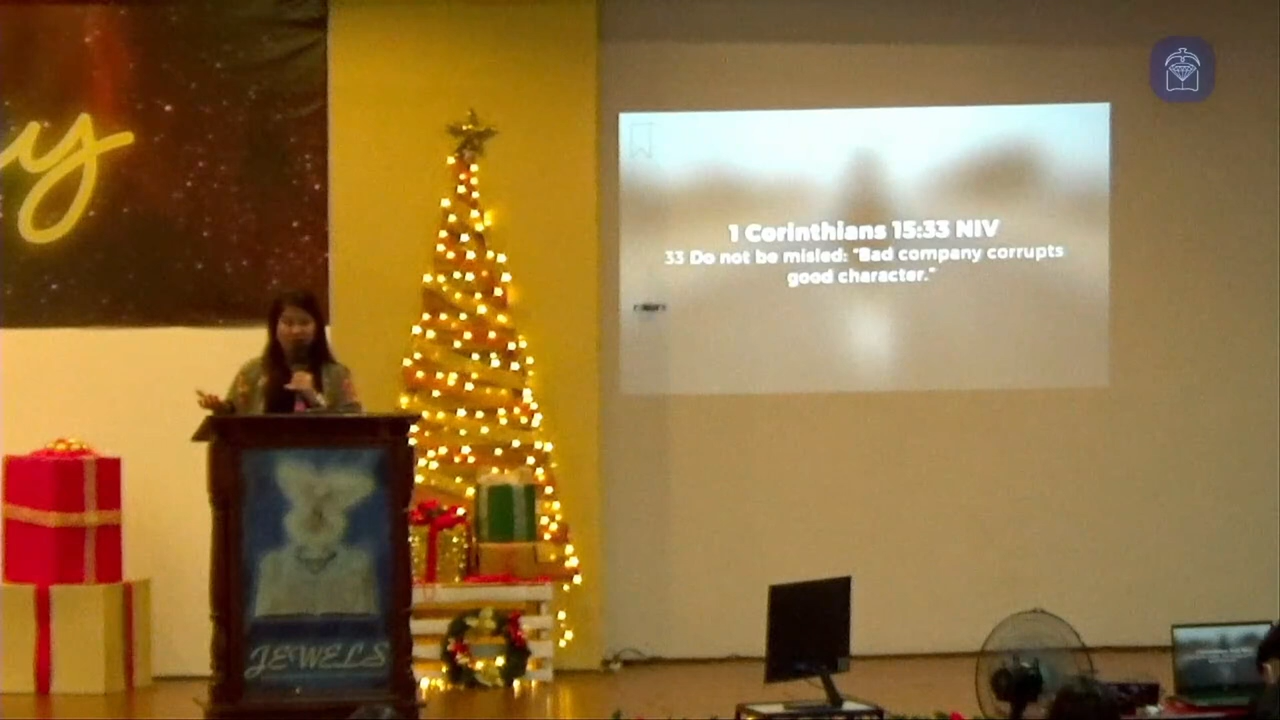 y
1 Corinthians 15:33 NIV
33 Do not be misled: "Bad company corrupts
good character."
JEWELS